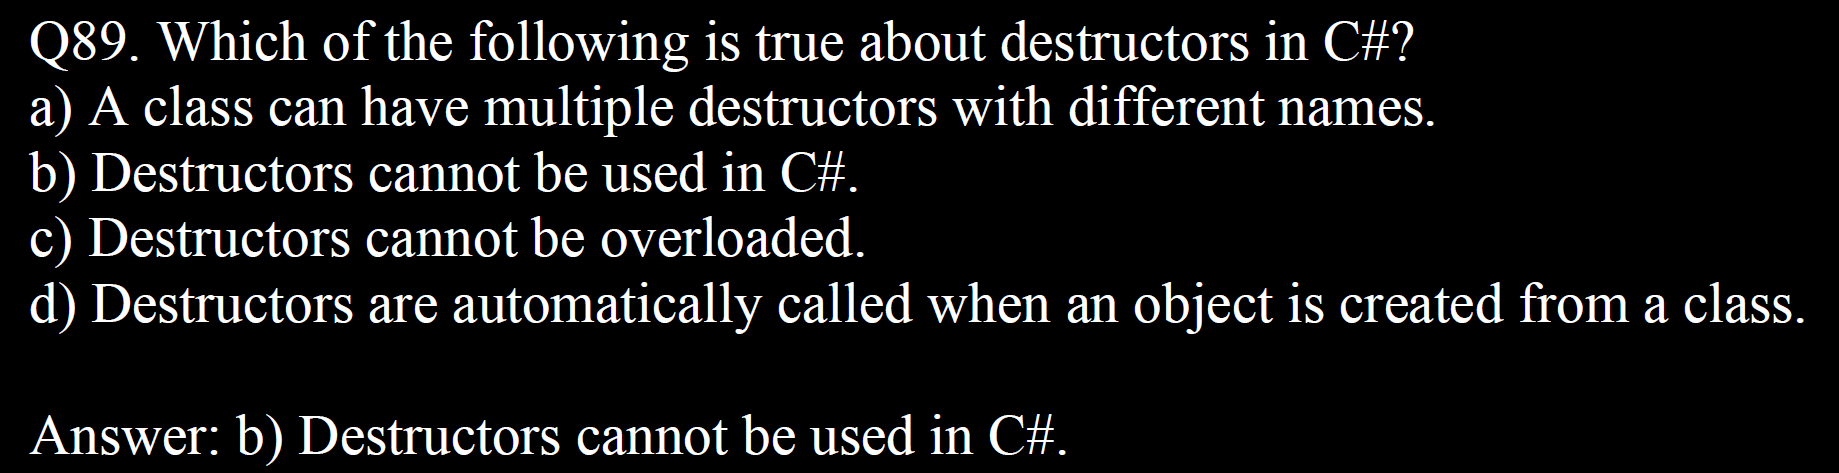 Q89. Which of the following is true about destructors in C#?
a) A class can have multiple destructors with different names.
b) Destructors cannot be used in C#.
c) Destructors cannot be overloaded.
d) Destructors are automatically called when an object is created from a class.
Answer: b) Destructors cannot be used in C#.